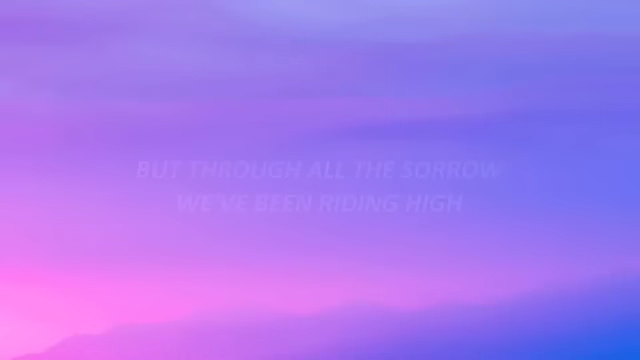 BUT THROUGH ALL THE SORROW
WE'VE BEEN RIDING HIGH